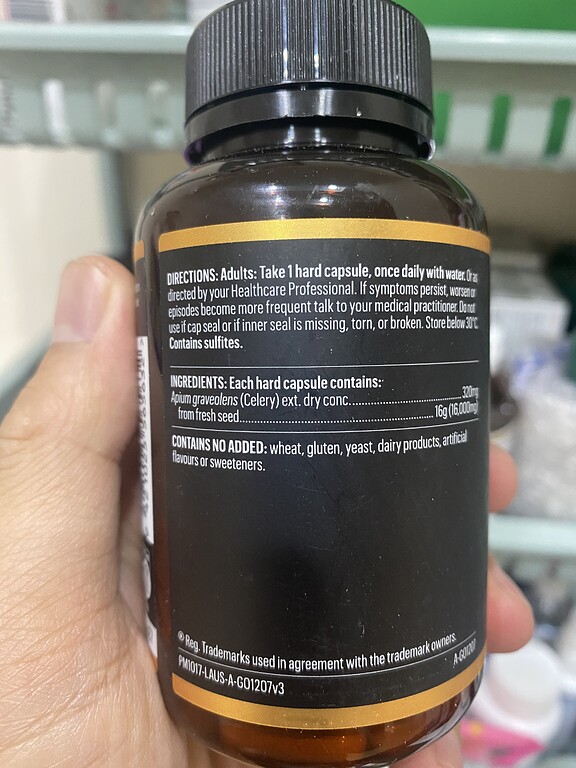 DIRECTIONS: Adults: Take 1 hard capsule, once daily with water. Or as
directed by your Healthcare Professional. If symptoms persist, worsen or
episodes become more frequent talk to your medical practitioner. Do not
use if cap seal or if inner seal is missing, torn, or broken. Store below 30°C.
Contains sulfites.
INGREDIENTS: Each hard capsule contains:
Apium graveolens (Celery) ext. dry conc. 320mg
from fresh seed 16g (16,000mg)
CONTAINS NO ADDED: wheat, gluten, yeast, dairy products, artificial
flavours or sweeteners.
® Reg. Trademarks used in agreement with the trademark owners.
PM1017-LAUS-A-GO1207v3
A-GO1207